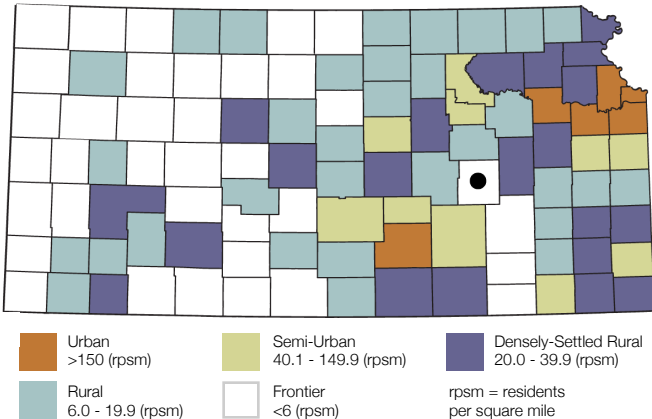 Urban
>150 (rpsm)
Semi-Urban
40.1 - 149.9 (rpsm)
Densely-Settled Rural
20.0 - 39.9 (rpsm)
Rural
6.0 - 19.9 (rpsm)
Frontier
<6 (rpsm)
rpsm = residents
per square mile